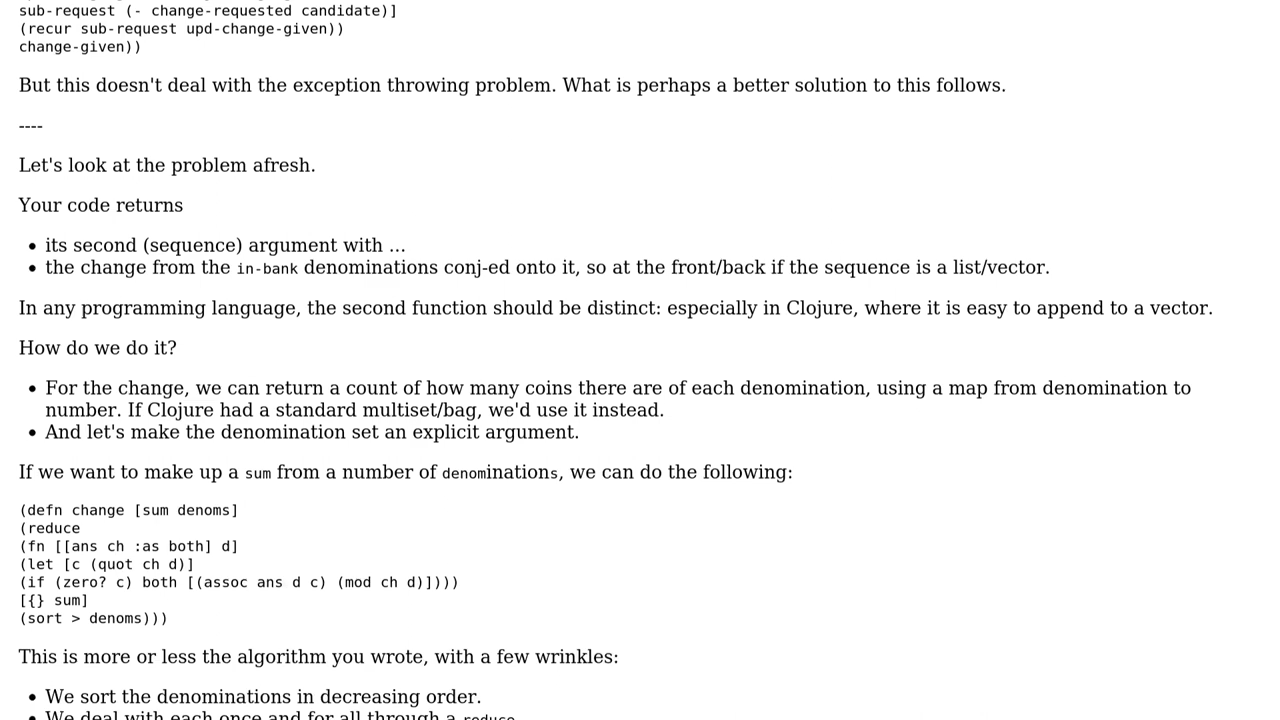 sub-request (- change-requested candidate)]
(recur sub-request upd-change-given))
change-given))
But this doesn't deal with the exception throwing problem. What is perhaps a better solution to this follows.
----
Let's look at the problem afresh.
Your code returns
• its second (sequence) argument with ...
• the change from the in-bank denominations conj-ed onto it, so at the front/back if the sequence is a list/vector.
In any programming language, the second function should be distinct: especially in Clojure, where it is easy to append to a vector.
How do we do it?
• For the change, we can return a count of how many coins there are of each denomination, using a map from denomination to
number. If Clojure had a standard multiset/bag, we'd use it instead.
• And let's make the denomination set an explicit argument.
If we want to make up a sum from a number of denominations, we can do the following:
(defn change [sum denoms]
(reduce
(fn [[ans ch :as both] d]
(let [c (quot ch d)]
(if (zero? c) both [(assoc ans d c) (mod ch d)])))
[{} sum]
(sort > denoms)))
This is more or less the algorithm you wrote, with a few wrinkles:
• We sort the denominations in decreasing order.
• We deal with each once and for all through a reduce